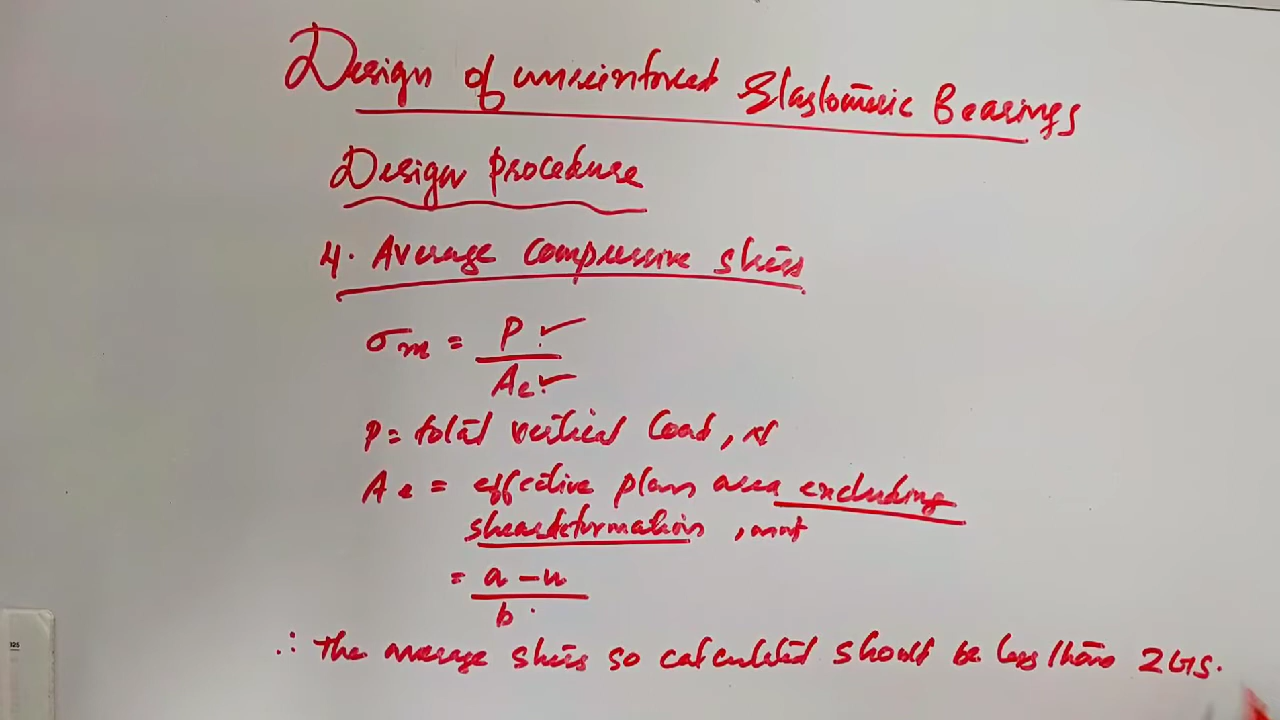 Design of unreinforced Elastomeric Bearings
Design procedure
4. Average compressive stress
σm = P
Ae
P = total vertical load, N
Ae = effective plan area excluding
shear deformation, mm²
= a - u
b
∴ The average stress so calculated should be less than 2GS.